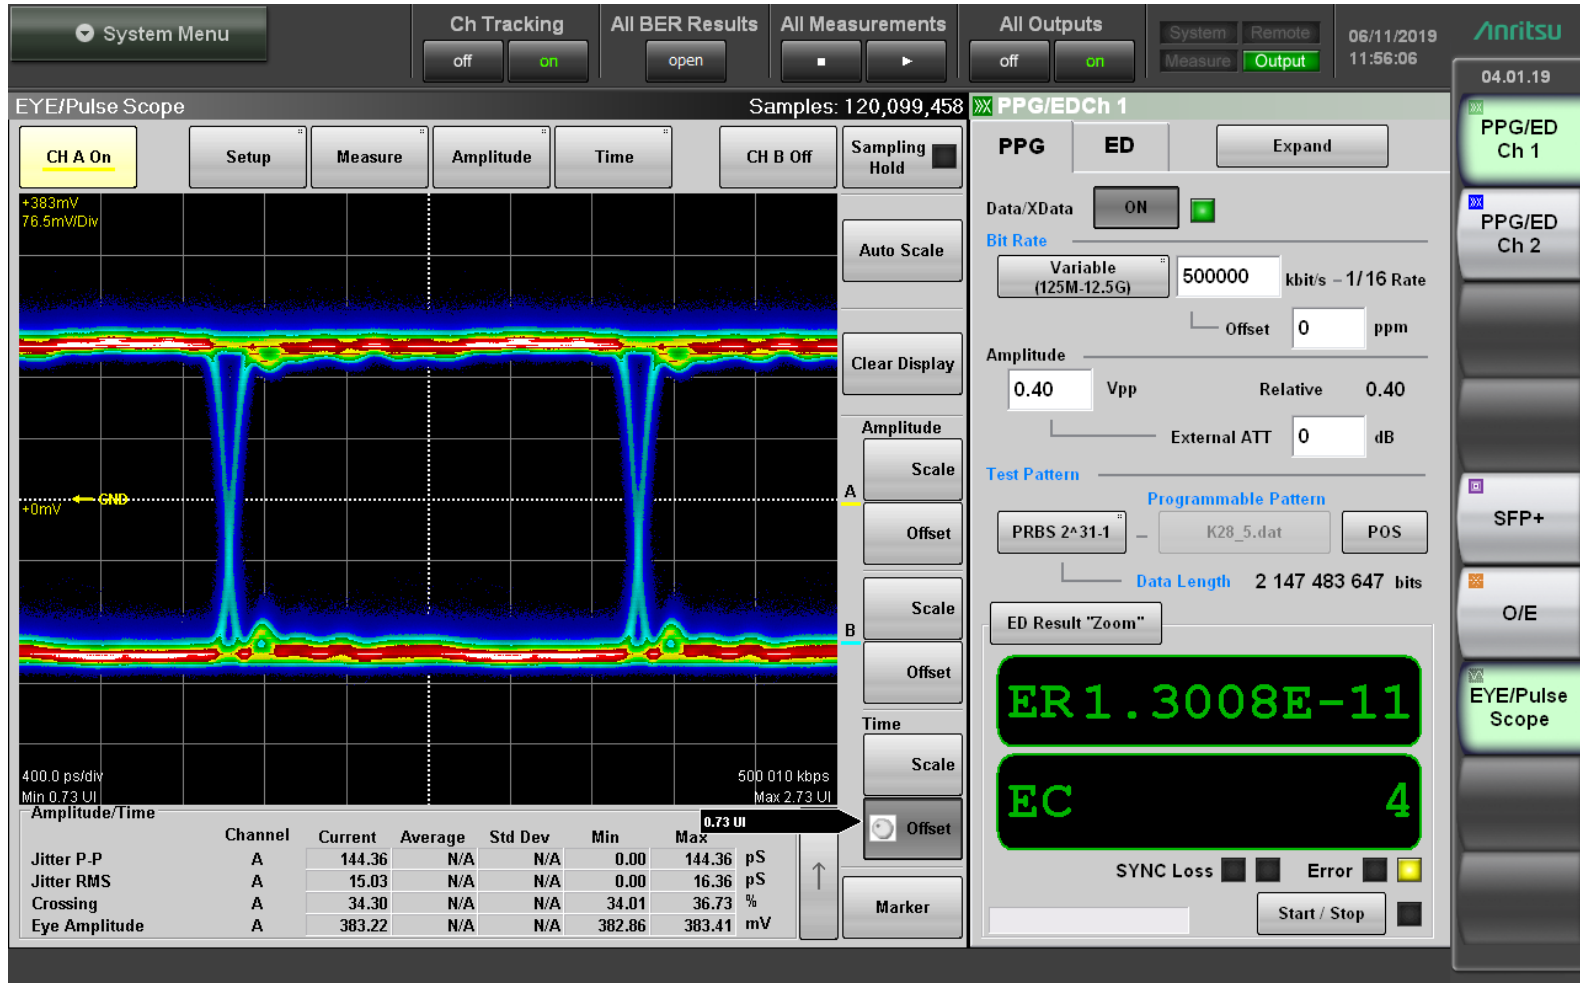 System Menu
Ch Tracking
off on
All BER Results
open
All Measurements
All Outputs
off on
System Remote
Measure Output
06/11/2019
11:56:06
Anritsu
04.01.19
EYE/Pulse Scope
Samples: 120,099,458
CH A On
Setup
Measure
Amplitude
Time
CH B Off
Sampling
Hold
+383mV
76.5mV/Div
GND
+0mV
400.0 ps/div
Min 0.73 UI
500 010 kbps
Max 2.73 UI
Auto Scale
Clear Display
Amplitude
A
Scale
Offset
B
Scale
Offset
Time
Scale
0.73 UI
Offset
Marker
Amplitude/Time
Channel Current Average Std Dev Min Max
Jitter P-P A 144.36 N/A N/A 0.00 144.36 pS
Jitter RMS A 15.03 N/A N/A 0.00 16.36 pS
Crossing A 34.30 N/A N/A 34.01 36.73 %
Eye Amplitude A 383.22 N/A N/A 382.86 383.41 mV
PPG/EDCh 1
PPG ED Expand
Data/XData ON
Bit Rate
Variable
(125M-12.5G)
500000 kbit/s – 1/16 Rate
Offset 0 ppm
Amplitude
0.40 Vpp Relative 0.40
External ATT 0 dB
Test Pattern
Programmable Pattern
PRBS 2^31-1 – K28_5.dat POS
Data Length 2 147 483 647 bits
ED Result "Zoom"
ER1.3008E-11
EC 4
SYNC Loss Error
Start / Stop
PPG/ED
Ch 1
PPG/ED
Ch 2
SFP+
O/E
EYE/Pulse
Scope